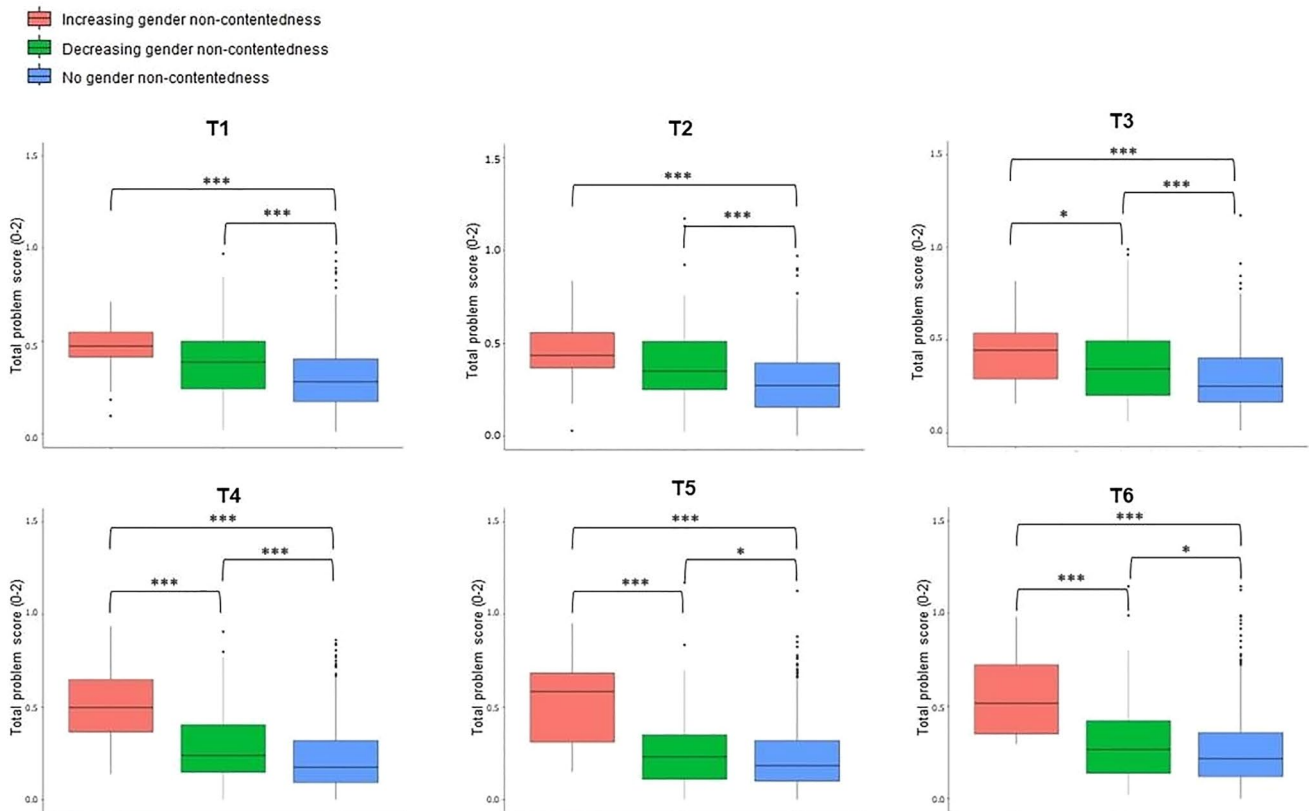 Increasing gender non-contentedness
Decreasing gender non-contentedness
No gender non-contentedness
T1
1.5
1.0
0.5
0.0
Total problem score (0-2)
***
***
T2
1.5
1.0
0.5
0.0
Total problem score (0-2)
***
***
T3
1.5
1.0
0.5
0.0
Total problem score (0-2)
***
***
*
T4
1.5
1.0
0.5
0.0
Total problem score (0-2)
***
***
***
T5
1.5
1.0
0.5
0.0
Total problem score (0-2)
***
*
***
T6
1.5
1.0
0.5
0.0
Total problem score (0-2)
***
*
***